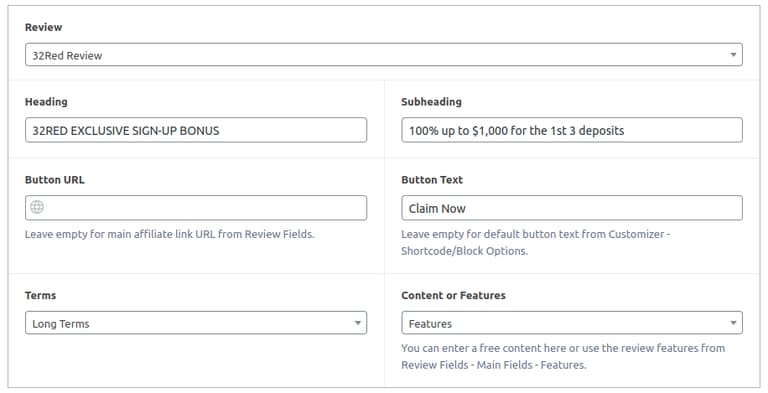 Review
32Red Review
Heading
32RED EXCLUSIVE SIGN-UP BONUS
Subheading
100% up to $1,000 for the 1st 3 deposits
Button URL
Leave empty for main affiliate link URL from Review Fields.
Button Text
Claim Now
Leave empty for default button text from Customizer -
Shortcode/Block Options.
Terms
Long Terms
Content or Features
Features
You can enter a free content here or use the review features from
Review Fields - Main Fields - Features.